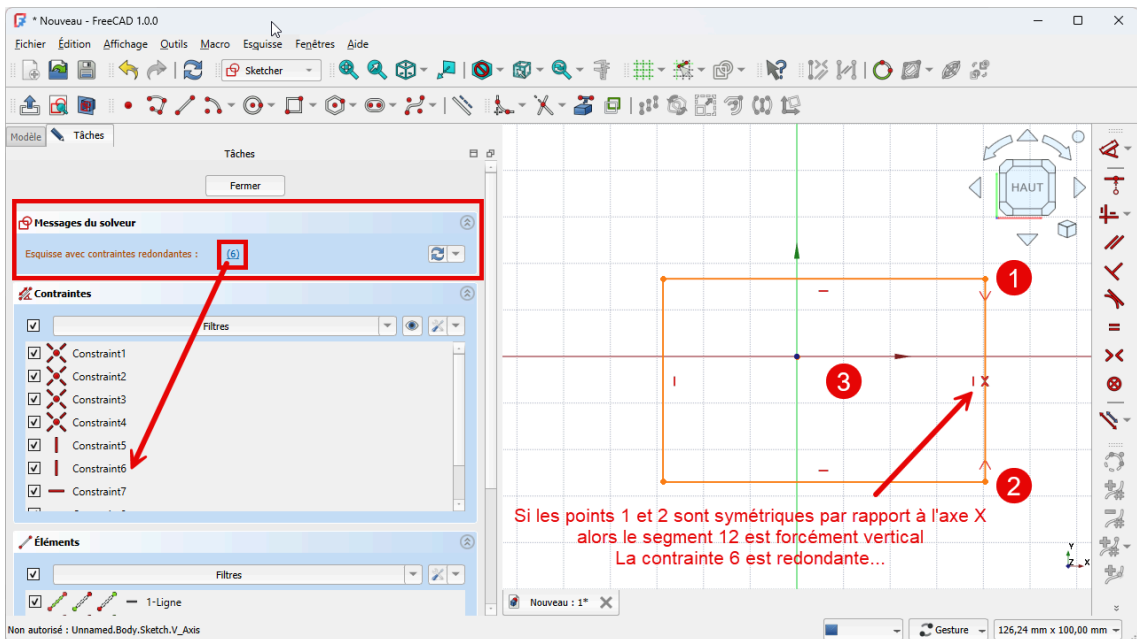 * Nouveau - FreeCAD 1.0.0
Fichier Édition Affichage Outils Macro Esquisse Fenêtres Aide
Sketcher
Modèle Tâches
Tâches
Fermer
Messages du solveur
Esquisse avec contraintes redondantes : (6)
Contraintes
Filtres
Constraint1
Constraint2
Constraint3
Constraint4
Constraint5
Constraint6
Constraint7
Éléments
Filtres
1-Ligne
HAUT
1
3
2
Si les points 1 et 2 sont symétriques par rapport à l'axe X
alors le segment 12 est forcément vertical
La contrainte 6 est redondante...
Y
Z X
Nouveau : 1*
Non autorisé : Unnamed.Body.Sketch.V_Axis
Gesture 126,24 mm x 100,00 mm